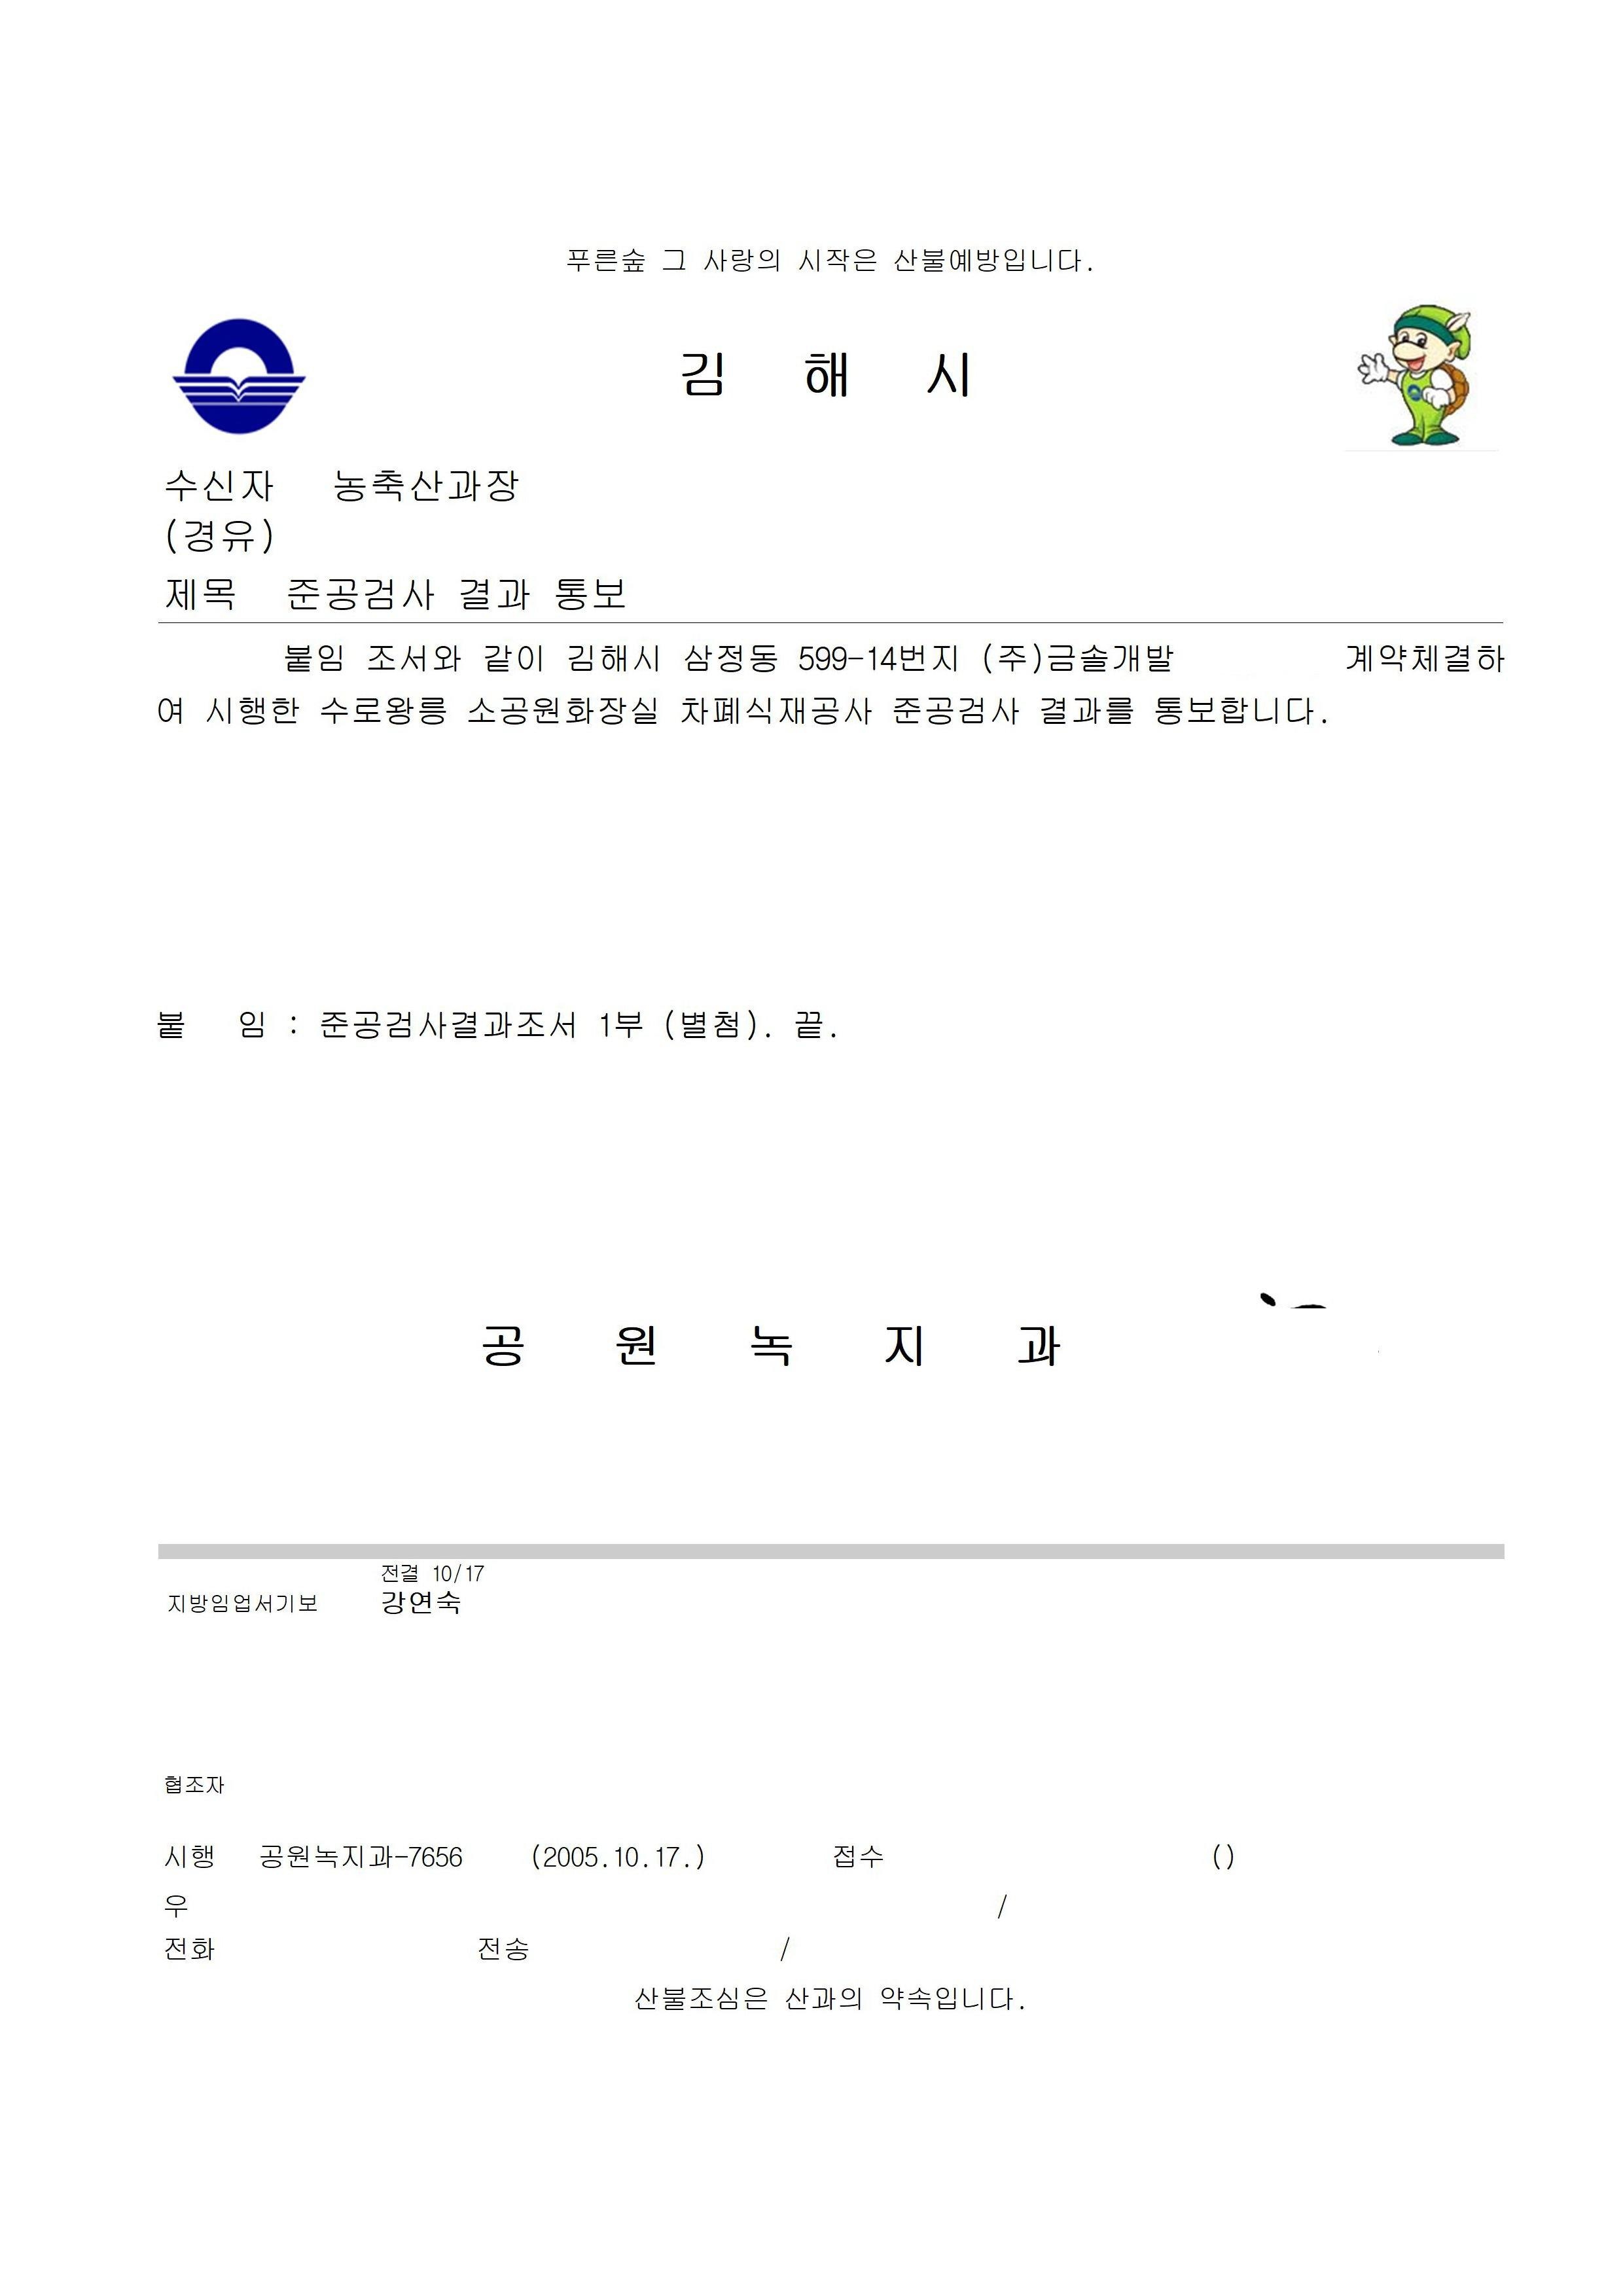 푸른숲 그 사랑의 시작은 산불예방입니다.
김 해 시
수신자 농축산과장
(경유)
제목 준공검사 결과 통보
붙임 조서와 같이 김해시 삼정동 599-14번지 (주)금솔개발 계약체결하
여 시행한 수로왕릉 소공원화장실 차폐식재공사 준공검사 결과를 통보합니다.
붙 임 : 준공검사결과조서 1부 (별첨). 끝.
공 원 녹 지 과
전결 10/17
지방임업서기보 강연숙
협조자
시행 공원녹지과-7656 (2005.10.17.) 접수 ()
우 /
전화 전송 /
산불조심은 산과의 약속입니다.